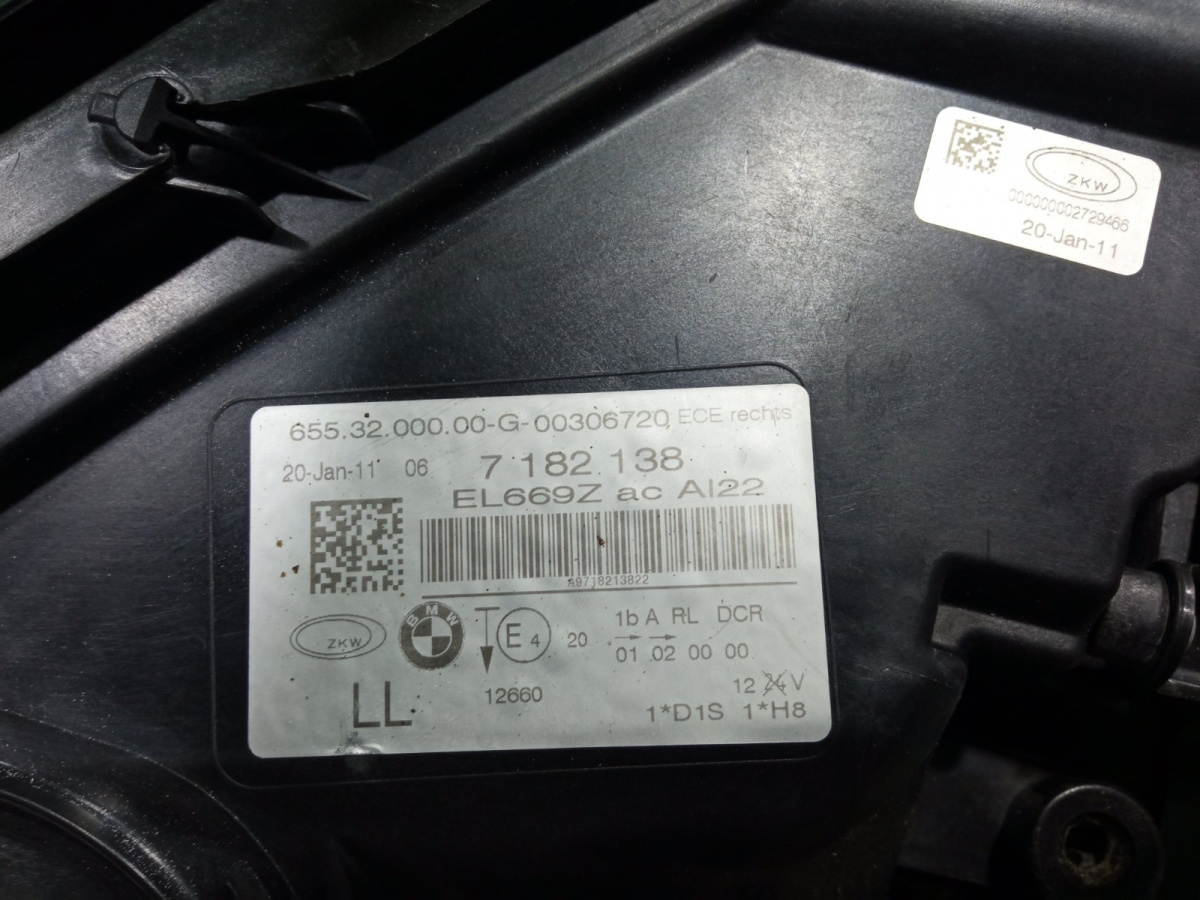 ZKW
000000002729466
20-Jan-11
655.32.000.00-G-00306720 ECE rechts
20-Jan-11 06 7 182 138
EL669Z ac AI22
A9718213822
ZKW BMW E4 20
1b A RL DCR
01 02 00 00
LL 12660
12 24 V
1*D1S 1*H8